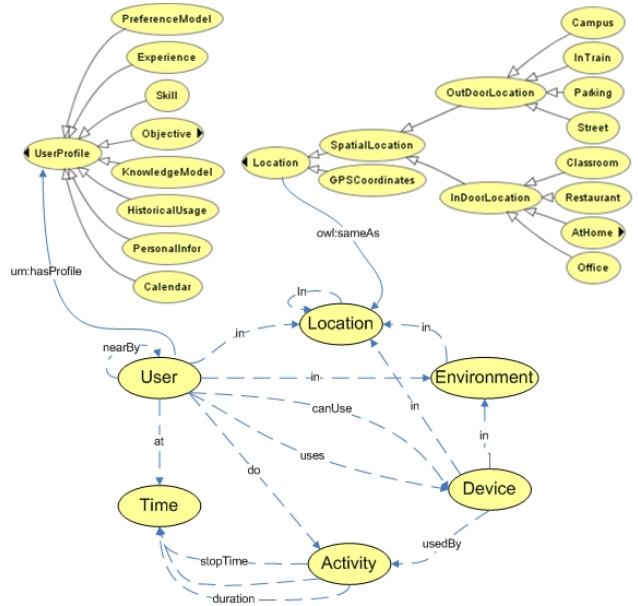 PreferenceModel
Experience
Skill
Objective
UserProfile
KnowledgeModel
HistoricalUsage
PersonalInfor
Calendar
Campus
InTrain
OutDoorLocation
Parking
Street
SpatialLocation
Location
GPSCoordinates
Classroom
InDoorLocation
Restaurant
AtHome
Office
owl:sameAs
um:hasProfile
In
in
Location
in
nearBy
User
in
Environment
canUse
in
in
at
uses
do
Device
Time
usedBy
stopTime
Activity
duration